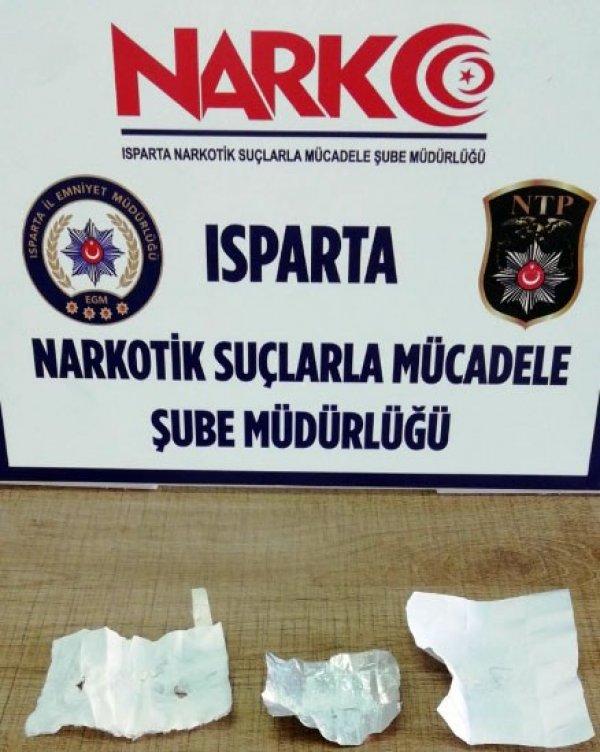 NARKO
ISPARTA NARKOTİK SUÇLARLA MÜCADELE ŞUBE MÜDÜRLÜĞÜ
ISPARTA İL EMNİYET MÜDÜRLÜĞÜ
EGM
ISPARTA
NTP
NARKOTİK SUÇLARLA MÜCADELE
ŞUBE MÜDÜRLÜĞÜ